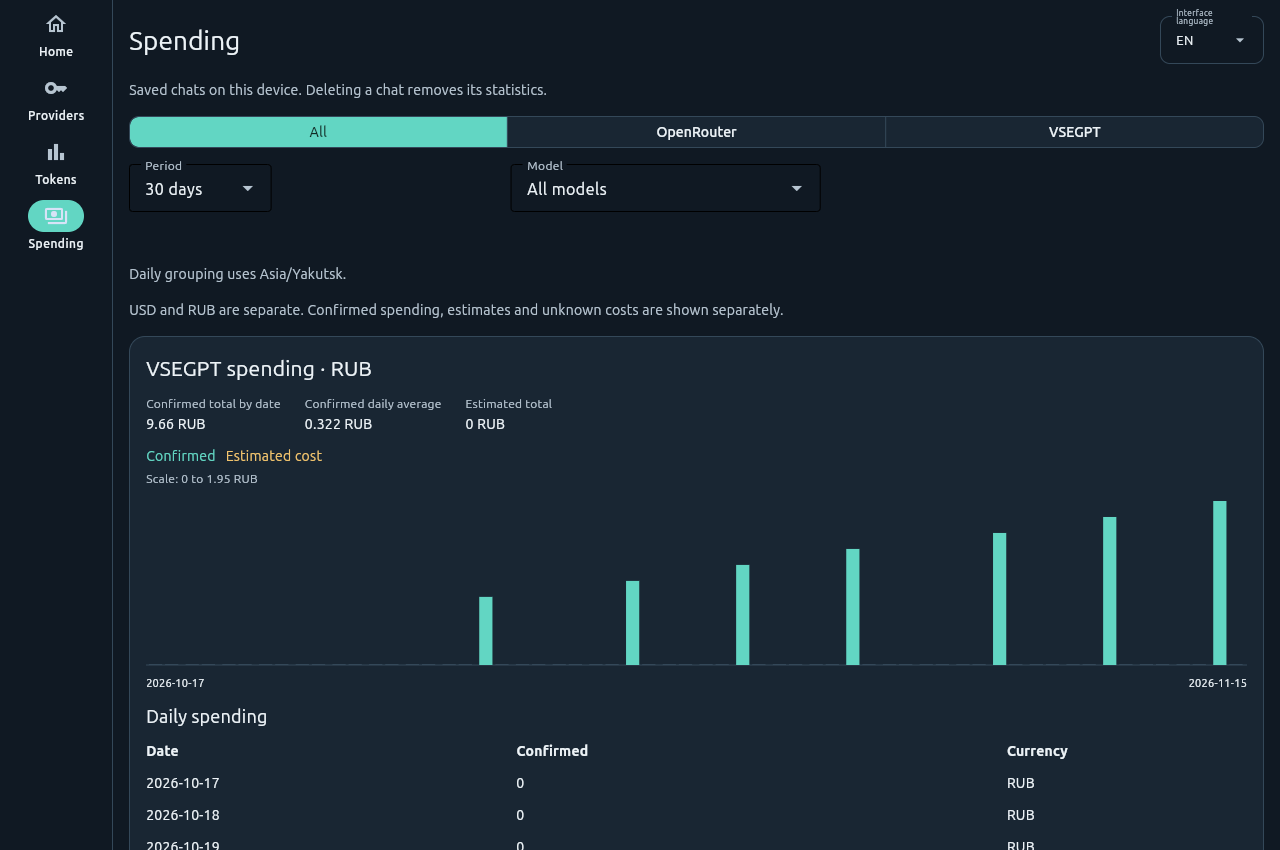 Home
Providers
Tokens
Spending
Spending
Interface
language
EN
Saved chats on this device. Deleting a chat removes its statistics.
All
OpenRouter
VSEGPT
Period
30 days
Model
All models
Daily grouping uses Asia/Yakutsk.
USD and RUB are separate. Confirmed spending, estimates and unknown costs are shown separately.
VSEGPT spending · RUB
Confirmed total by date
9.66 RUB
Confirmed daily average
0.322 RUB
Estimated total
0 RUB
Confirmed Estimated cost
Scale: 0 to 1.95 RUB
2026-10-17
2026-11-15
Daily spending
Date Confirmed Currency
2026-10-17 0 RUB
2026-10-18 0 RUB
2026-10-19 0 RUB